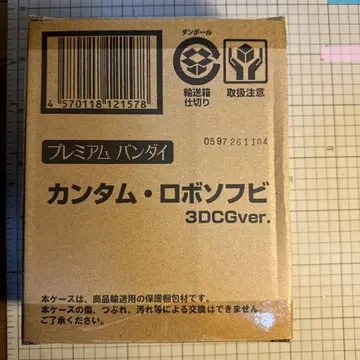 ダンボール
輸送箱
仕切り
取扱注意
4 570118 121578
0597261104
プレミアム バンダイ
カンタム・ロボソフビ
3DCGver.
本ケースは、商品輸送用の保護梱包材です。
本ケースの傷、つぶれ、汚れ等による交換はできません。
ご了承ください。